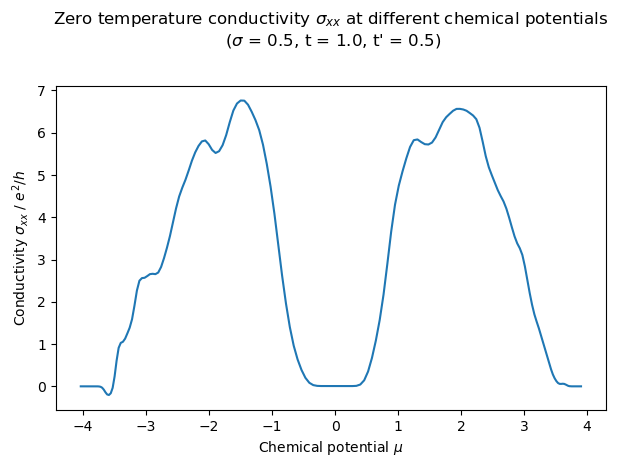 Zero temperature conductivity σxx at different chemical potentials
(σ = 0.5, t = 1.0, t' = 0.5)
7
6
5
4
3
2
1
0
Conductivity σxx / e²/h
−4 −3 −2 −1 0 1 2 3 4
Chemical potential μ